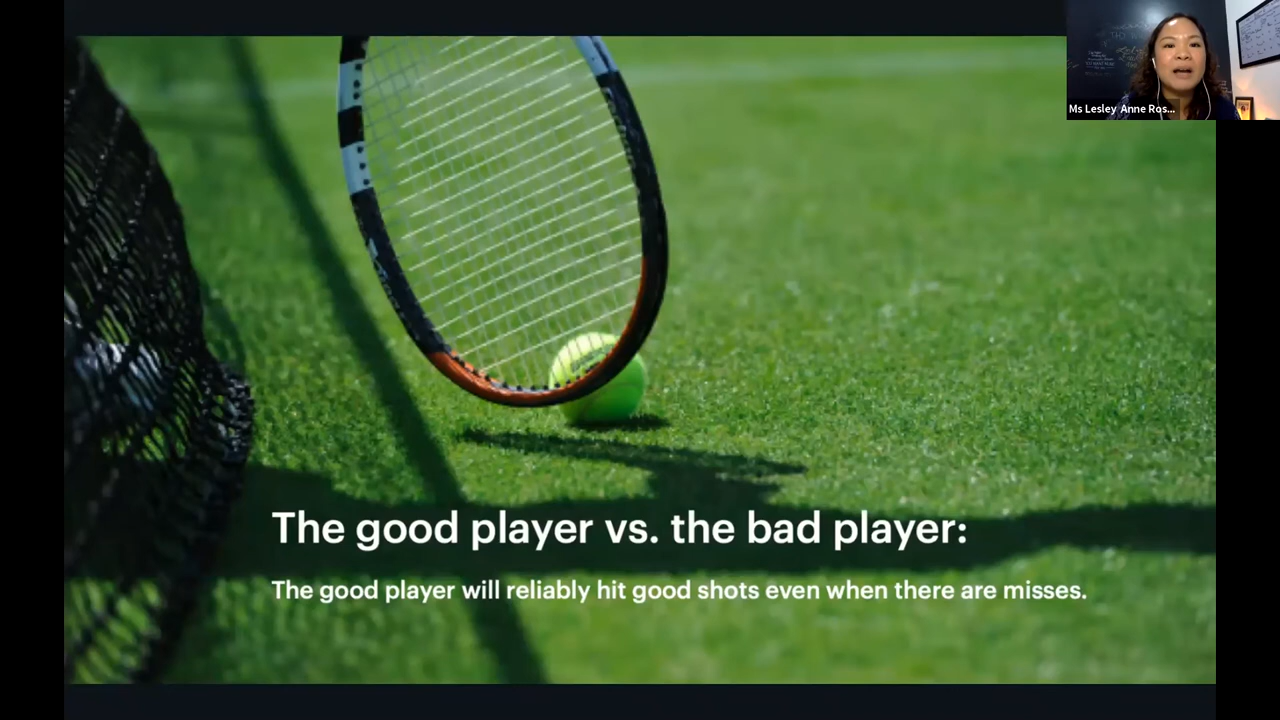 Ms Lesley Anne Ros...
The good player vs. the bad player:
The good player will reliably hit good shots even when there are misses.